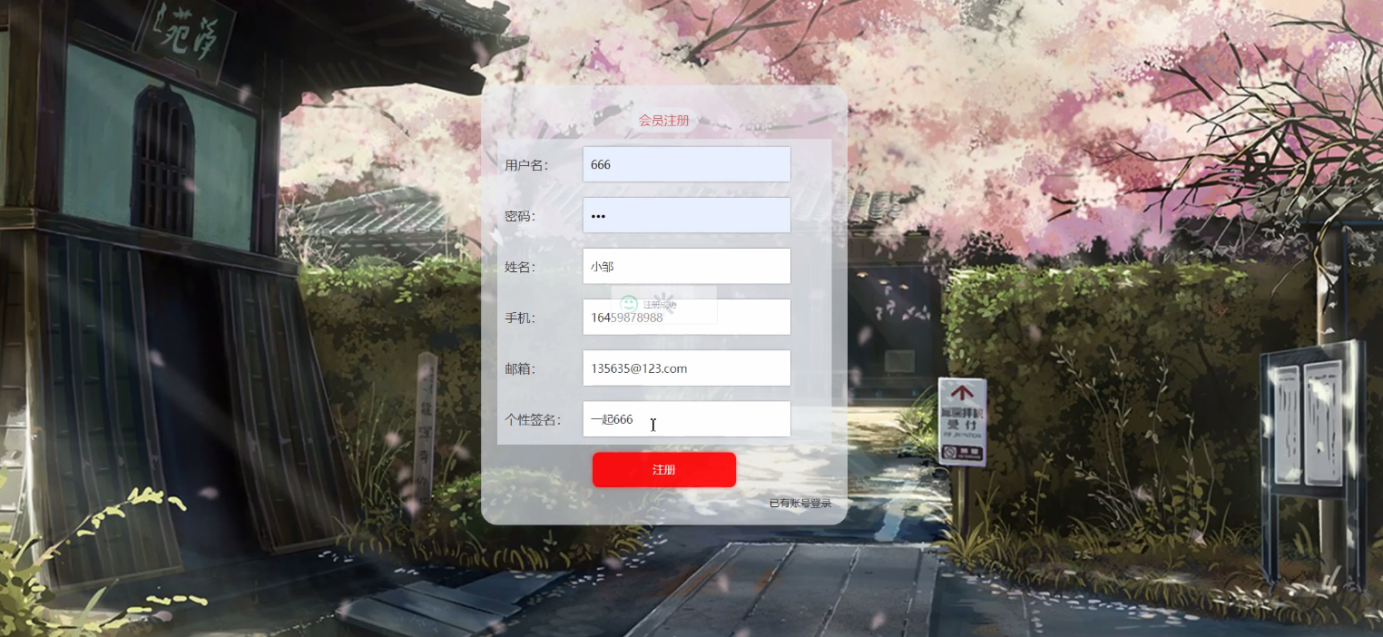 会员注册
用户名：
666
密码：
•••
姓名：
小邹
手机：
16459878988
邮箱：
135635@123.com
个性签名：
一起666
注册
已有账号登录
受付